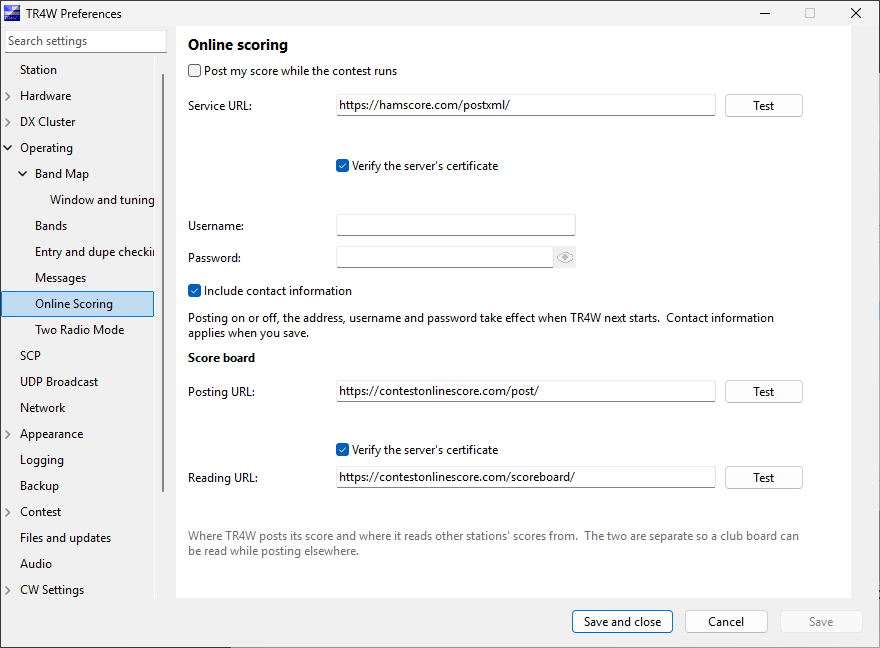 TR4W Preferences
Search settings
Station
Hardware
DX Cluster
Operating
Band Map
Window and tuning
Bands
Entry and dupe checkin
Messages
Online Scoring
Two Radio Mode
SCP
UDP Broadcast
Network
Appearance
Logging
Backup
Contest
Files and updates
Audio
CW Settings
Online scoring
Post my score while the contest runs
Service URL: https://hamscore.com/postxml/ Test
Verify the server's certificate
Username:
Password:
Include contact information
Posting on or off, the address, username and password take effect when TR4W next starts. Contact information
applies when you save.
Score board
Posting URL: https://contestonlinescore.com/post/ Test
Verify the server's certificate
Reading URL: https://contestonlinescore.com/scoreboard/ Test
Where TR4W posts its score and where it reads other stations' scores from. The two are separate so a club board can
be read while posting elsewhere.
Save and close Cancel Save